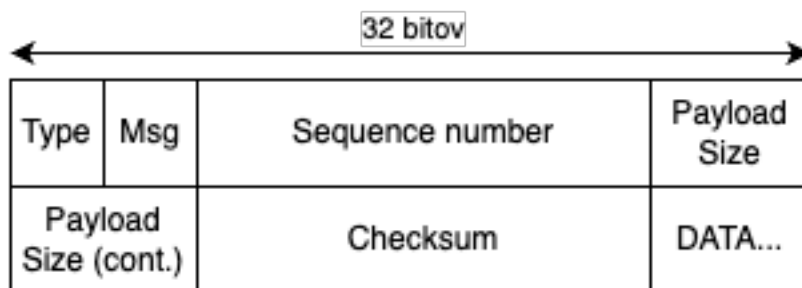 32 bitov
Type
Msg
Sequence number
Payload
Size
Payload
Size (cont.)
Checksum
DATA...